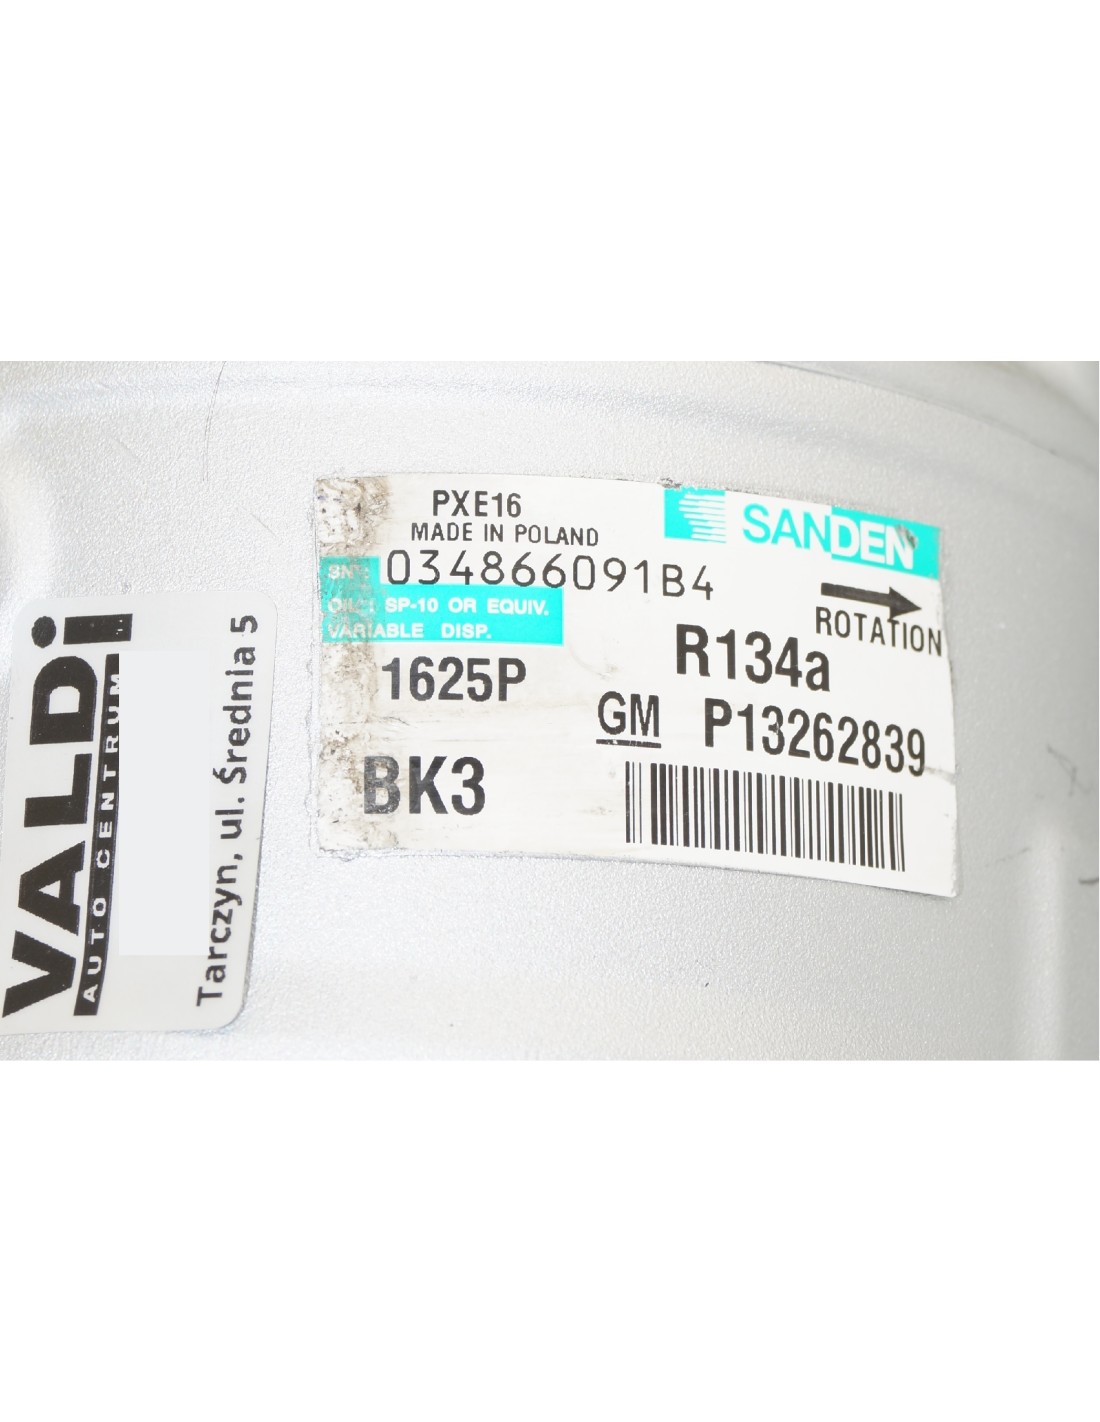 PXE16
MADE IN POLAND
SANDEN
SN: 034866091B4
OIL: SP-10 OR EQUIV.
VARIABLE DISP.
ROTATION
1625P
R134a
GM P13262839
BK3
VALDi
AUTO CENTRUM
Tarczyn, ul. Średnia 5